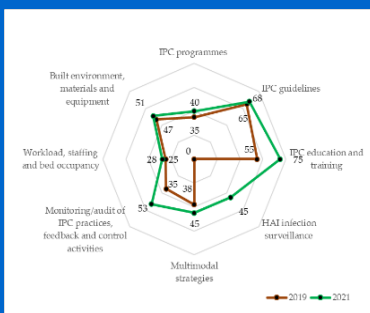 IPC programmes
Built environment,
materials and
equipment
51
40
68
IPC guidelines
47
35
65
Workload, staffing
and bed occupancy
28
25
0
55
75
IPC education and
training
35
38
53
45
45
Monitoring/audit of
IPC practices,
feedback and control
activities
HAI infection
surveillance
Multimodal
strategies
2019
2021